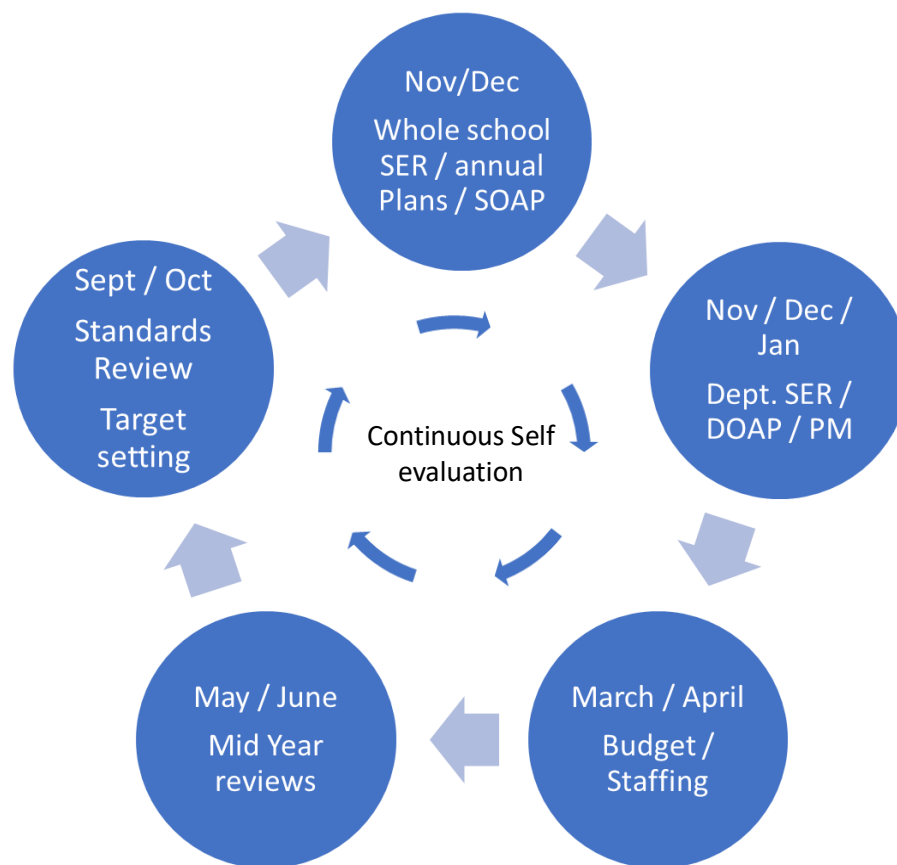 Nov/Dec
Whole school
SER / annual
Plans / SOAP
Nov / Dec /
Jan
Dept. SER /
DOAP / PM
March / April
Budget /
Staffing
May / June
Mid Year
reviews
Sept / Oct
Standards
Review
Target
setting
Continuous Self
evaluation